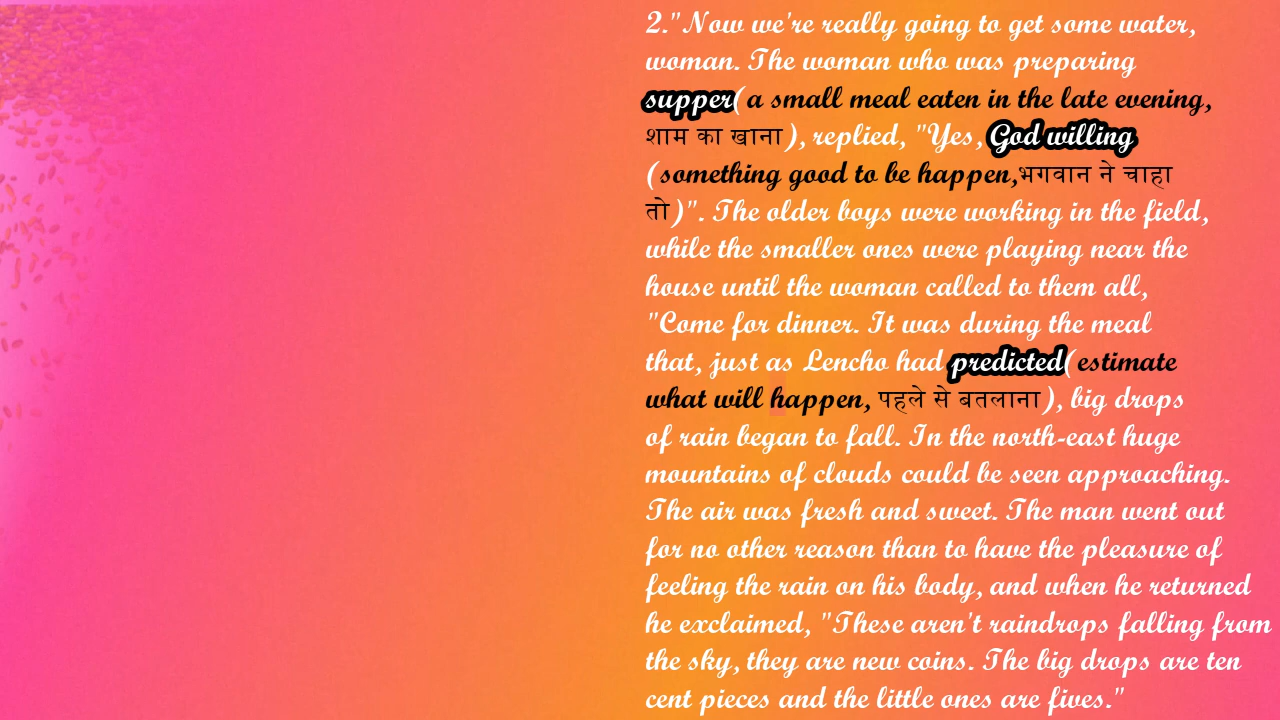 2."Now we're really going to get some water,
woman. The woman who was preparing
supper(a small meal eaten in the late evening,
शाम का खाना), replied, "Yes, God willing
(something good to be happen,भगवान ने चाहा
तो)". The older boys were working in the field,
while the smaller ones were playing near the
house until the woman called to them all,
"Come for dinner. It was during the meal
that, just as Lencho had predicted(estimate
what will happen, पहले से बतलाना), big drops
of rain began to fall. In the north-east huge
mountains of clouds could be seen approaching.
The air was fresh and sweet. The man went out
for no other reason than to have the pleasure of
feeling the rain on his body, and when he returned
he exclaimed, "These aren't raindrops falling from
the sky, they are new coins. The big drops are ten
cent pieces and the little ones are fives."